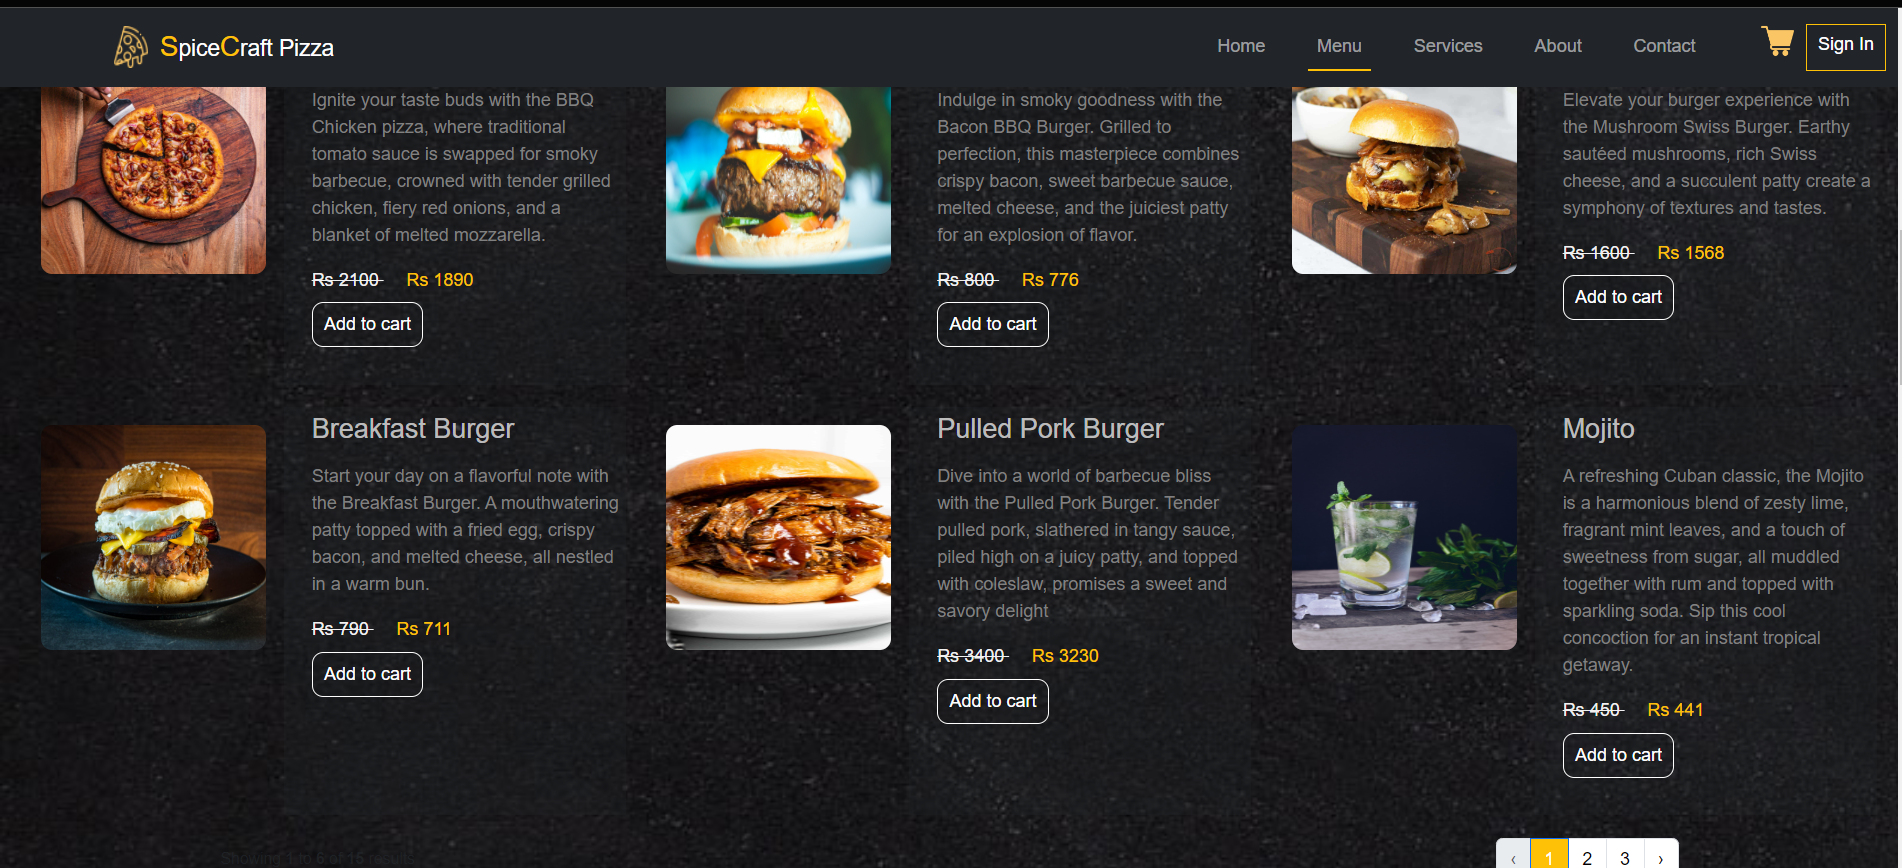 SpiceCraft Pizza
Home
Menu
Services
About
Contact
Sign In
Ignite your taste buds with the BBQ
Chicken pizza, where traditional
tomato sauce is swapped for smoky
barbecue, crowned with tender grilled
chicken, fiery red onions, and a
blanket of melted mozzarella.
Rs 2100 Rs 1890
Add to cart
Indulge in smoky goodness with the
Bacon BBQ Burger. Grilled to
perfection, this masterpiece combines
crispy bacon, sweet barbecue sauce,
melted cheese, and the juiciest patty
for an explosion of flavor.
Rs 800 Rs 776
Add to cart
Elevate your burger experience with
the Mushroom Swiss Burger. Earthy
sautéed mushrooms, rich Swiss
cheese, and a succulent patty create a
symphony of textures and tastes.
Rs 1600 Rs 1568
Add to cart
Breakfast Burger
Start your day on a flavorful note with
the Breakfast Burger. A mouthwatering
patty topped with a fried egg, crispy
bacon, and melted cheese, all nestled
in a warm bun.
Rs 790 Rs 711
Add to cart
Pulled Pork Burger
Dive into a world of barbecue bliss
with the Pulled Pork Burger. Tender
pulled pork, slathered in tangy sauce,
piled high on a juicy patty, and topped
with coleslaw, promises a sweet and
savory delight
Rs 3400 Rs 3230
Add to cart
Mojito
A refreshing Cuban classic, the Mojito
is a harmonious blend of zesty lime,
fragrant mint leaves, and a touch of
sweetness from sugar, all muddled
together with rum and topped with
sparkling soda. Sip this cool
concoction for an instant tropical
getaway.
Rs 450 Rs 441
Add to cart
Showing 1 to 6 of 16 results
‹ 1 2 3 ›